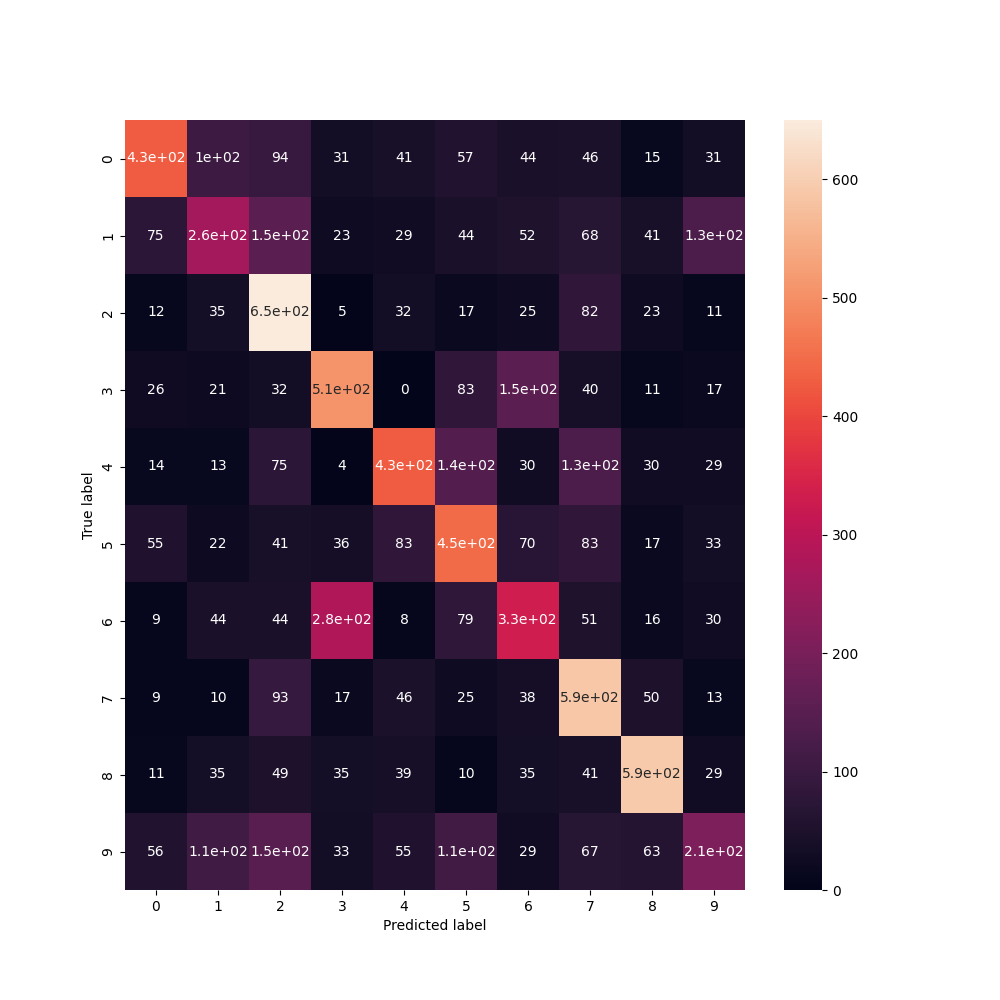 0 4.3e+02 1e+02 94 31 41 57 44 46 15 31
1 75 2.6e+02 1.5e+02 23 29 44 52 68 41 1.3e+02
2 12 35 6.5e+02 5 32 17 25 82 23 11
3 26 21 32 5.1e+02 0 83 1.5e+02 40 11 17
4 14 13 75 4 4.3e+02 1.4e+02 30 1.3e+02 30 29
5 55 22 41 36 83 4.5e+02 70 83 17 33
6 9 44 44 2.8e+02 8 79 3.3e+02 51 16 30
7 9 10 93 17 46 25 38 5.9e+02 50 13
8 11 35 49 35 39 10 35 41 5.9e+02 29
9 56 1.1e+02 1.5e+02 33 55 1.1e+02 29 67 63 2.1e+02
0 1 2 3 4 5 6 7 8 9
Predicted label
True label
600
500
400
300
200
100
0